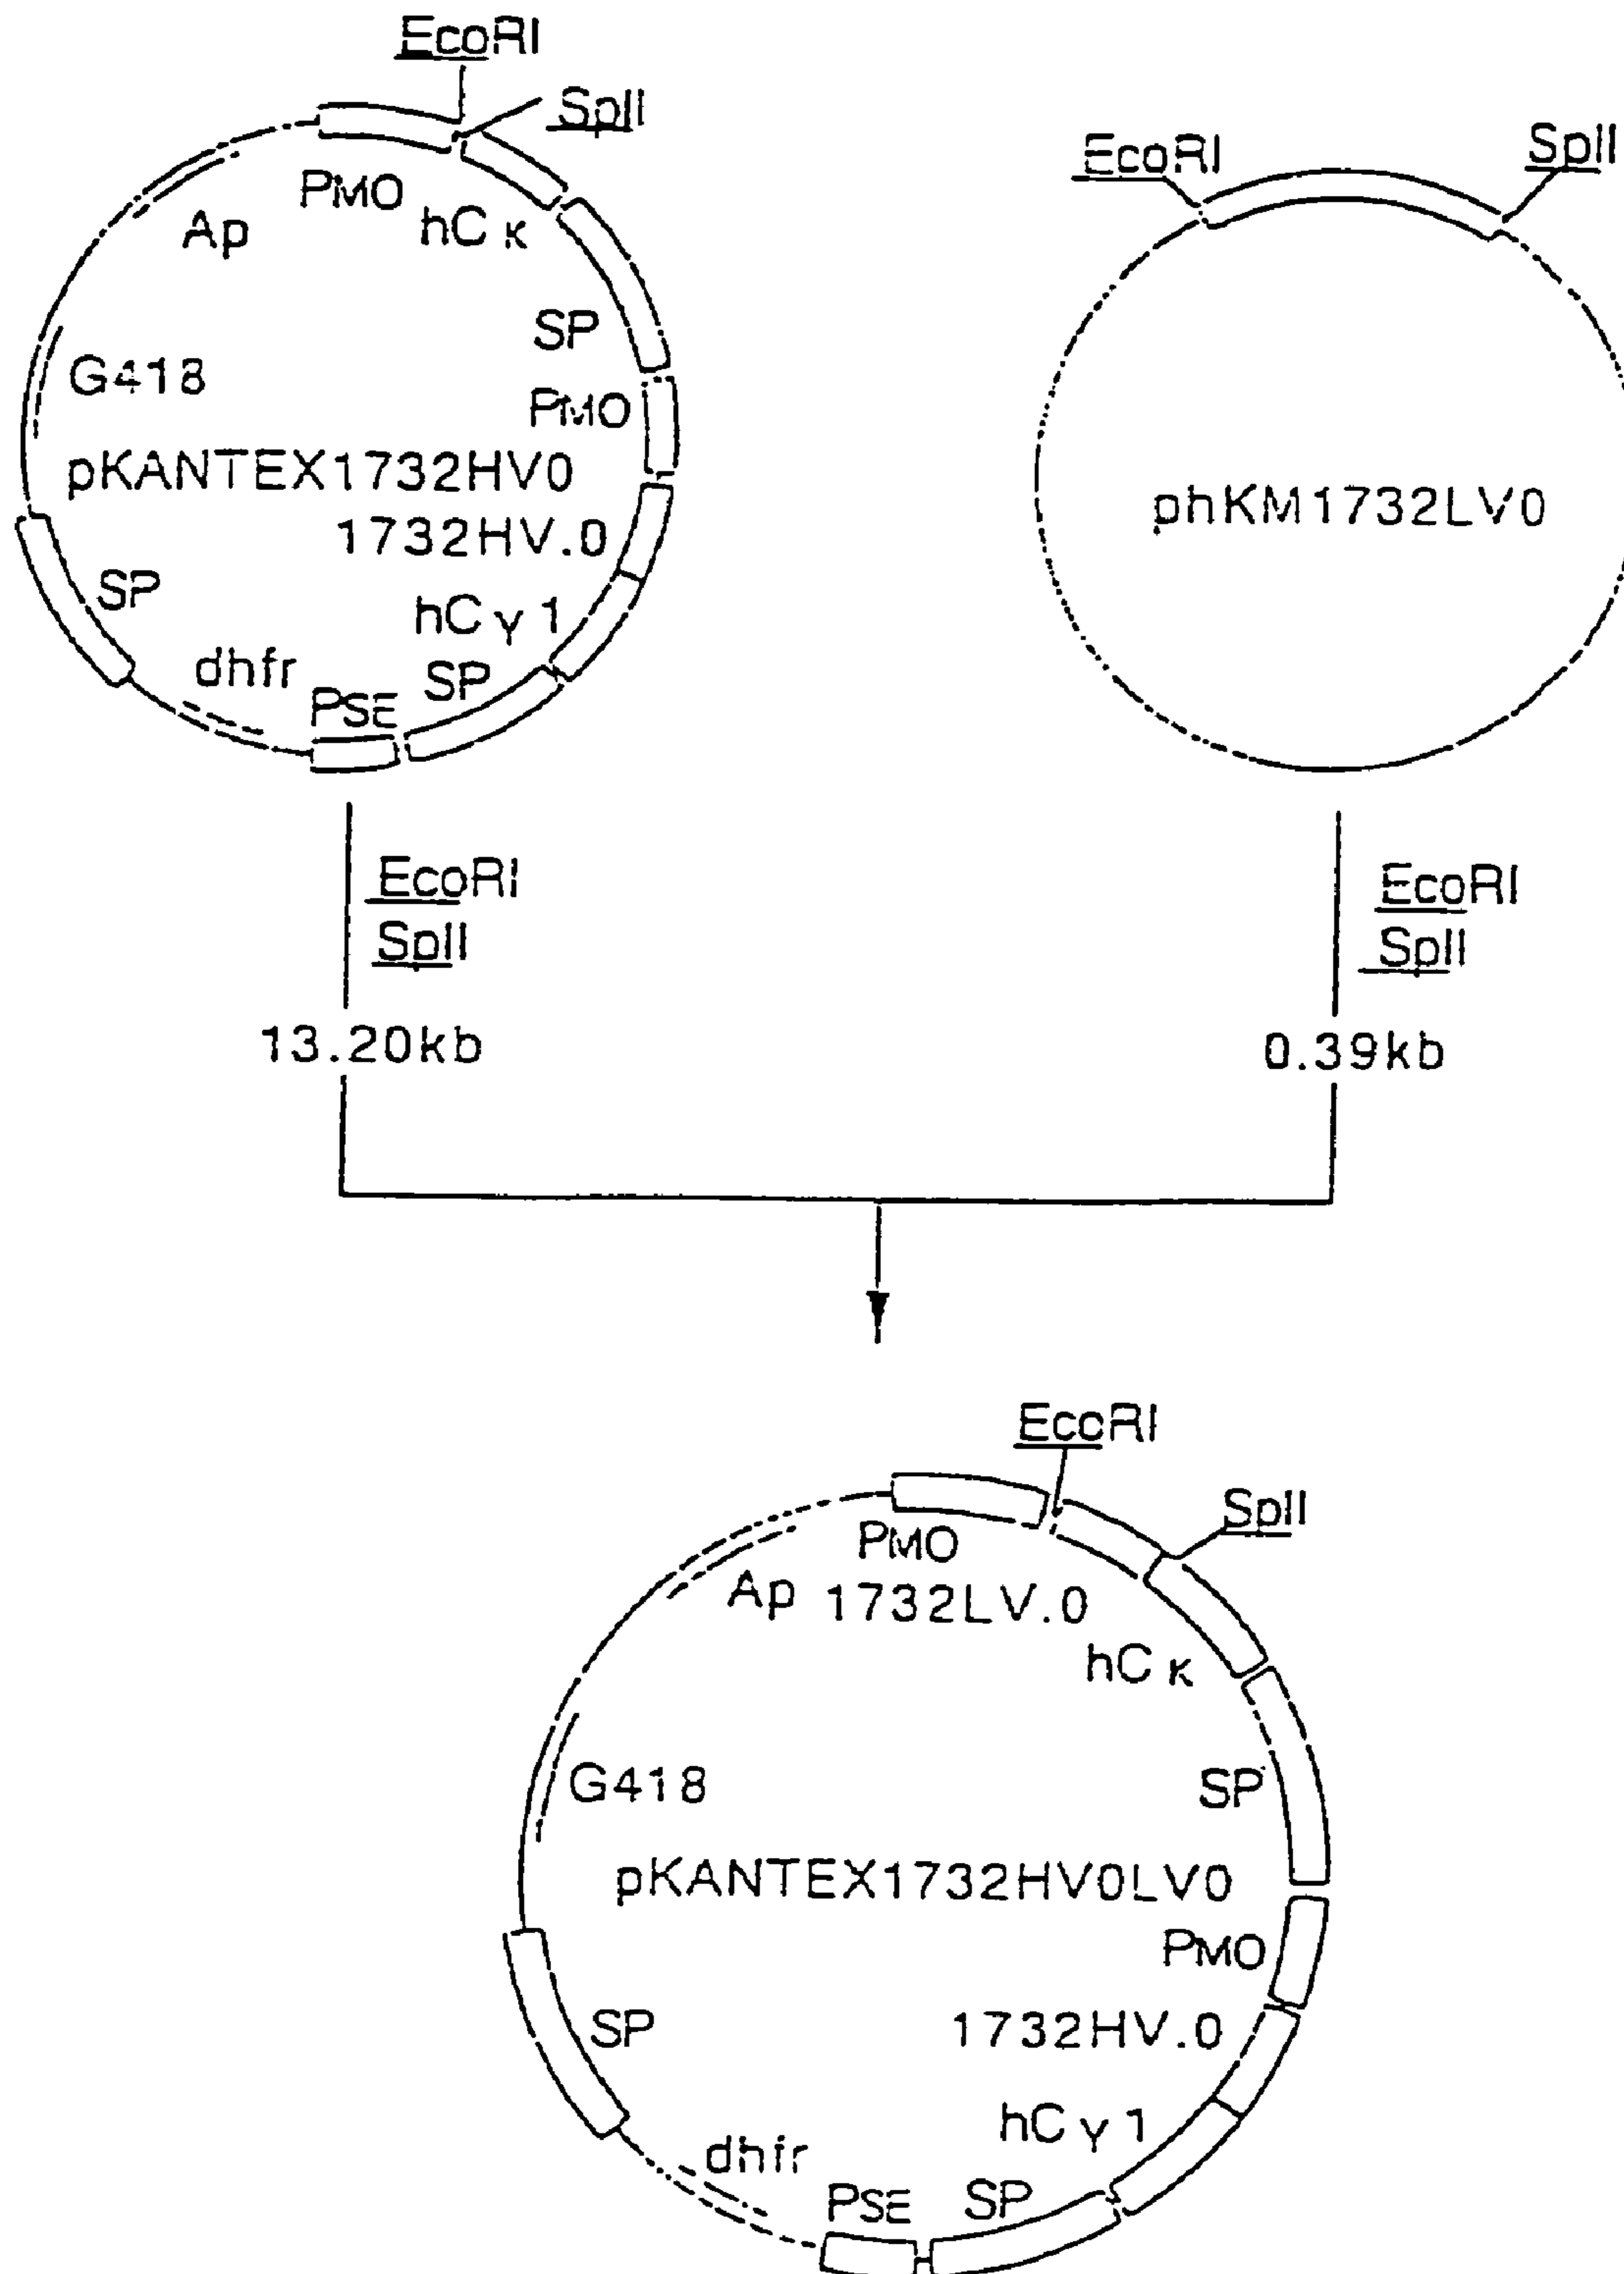 EcoRI
SplI
PMO
hCκ
Ap
SP
G418
PMO
pKANTEX1732HV0
1732HV.0
SP
hCγ1
dhfr
SP
PSE
EcoRI
SplI
phKM1732LV0
EcoRI
SplI
13.20kb
EcoRI
SplI
0.39kb
EcoRI
SplI
PMO
Ap
1732LV.0
hCκ
G418
SP
pKANTEX1732HV0LV0
PMO
SP
1732HV.0
hCγ1
dhfr
PSE
SP